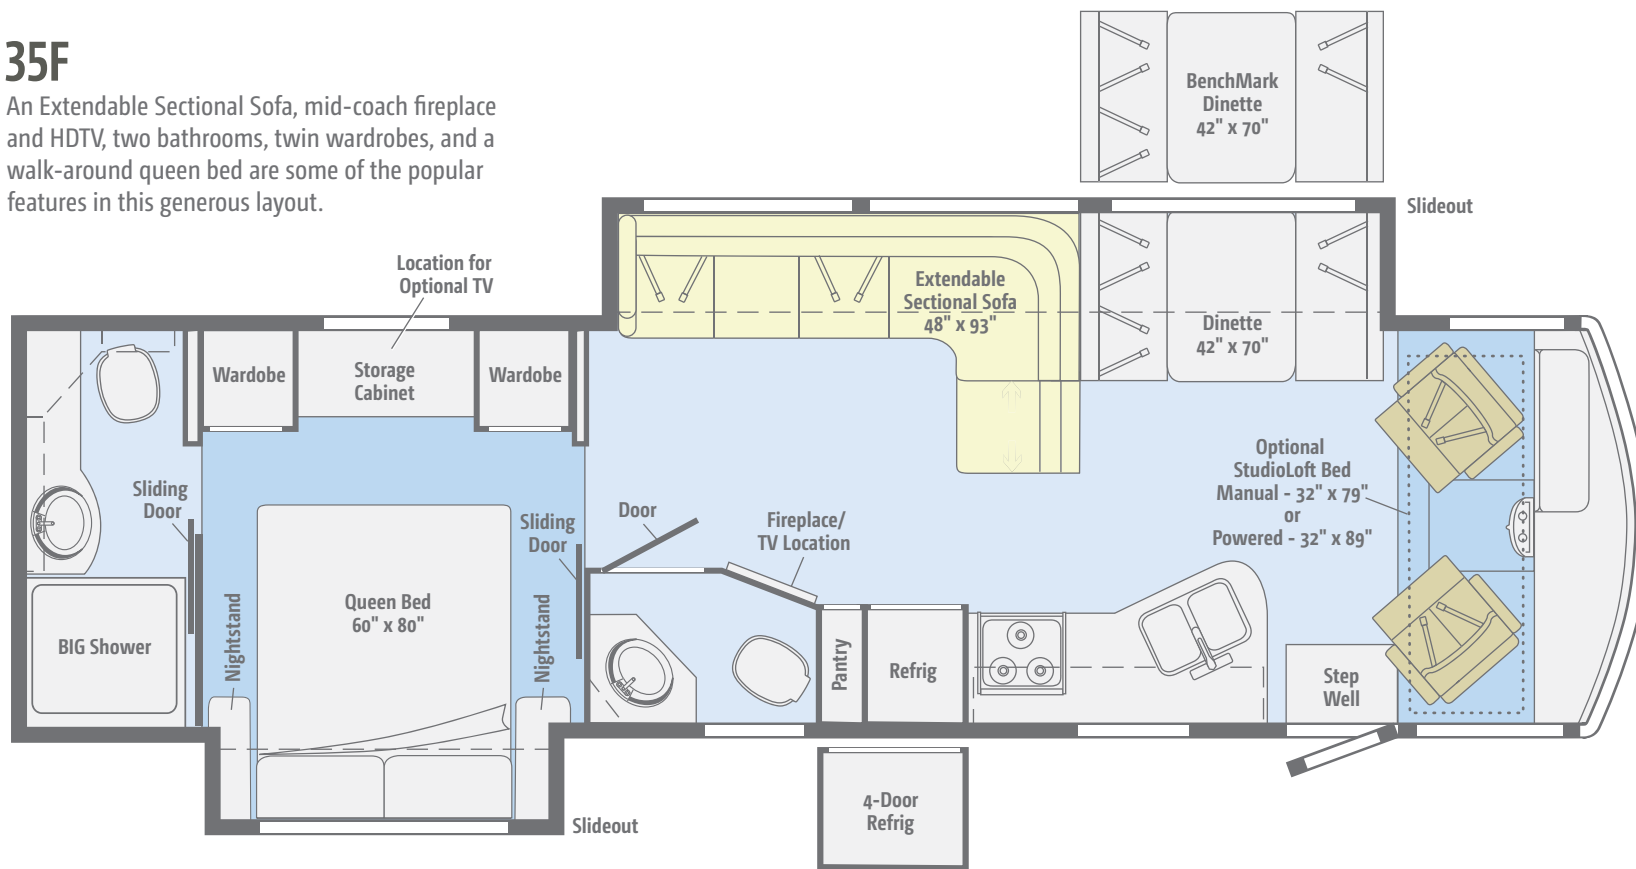 35F
An Extendable Sectional Sofa, mid-coach fireplace
and HDTV, two bathrooms, twin wardrobes, and a
walk-around queen bed are some of the popular
features in this generous layout.
BenchMark
Dinette
42" x 70"
Slideout
Location for
Optional TV
Extendable
Sectional Sofa
48" x 93"
Dinette
42" x 70"
Wardobe
Storage
Cabinet
Wardobe
Optional
StudioLoft Bed
Manual - 32" x 79"
or
Powered - 32" x 89"
Sliding
Door
Sliding
Door
Door
Fireplace/
TV Location
Queen Bed
60" x 80"
BIG Shower
Nightstand
Nightstand
Pantry
Refrig
Step
Well
4-Door
Refrig
Slideout